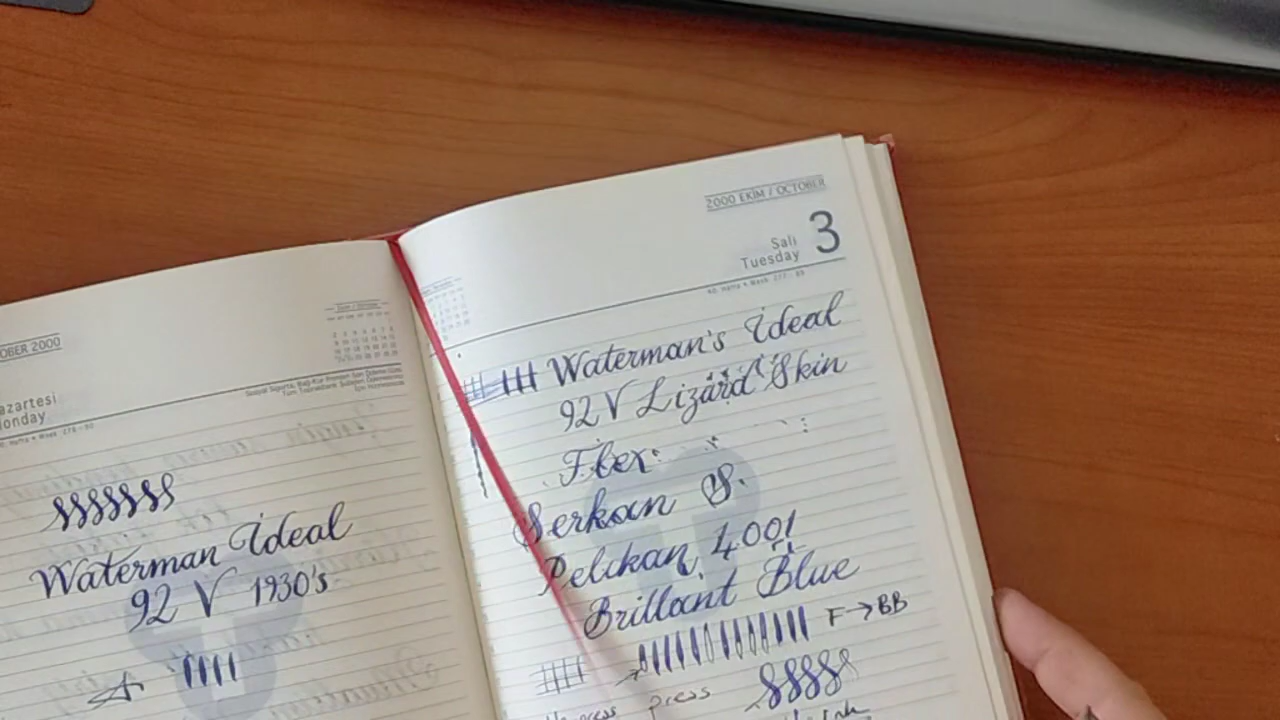 OBER 2000
azartesi
onday
Waterman Ideal
92 V 1930's
2000 EKİM / OCTOBER
3
Salı
Tuesday
Waterman's Ideal
92 V Lizard Skin
Flex
Serkan S.
Pelikan 4001
Brillant Blue
F→BB
press